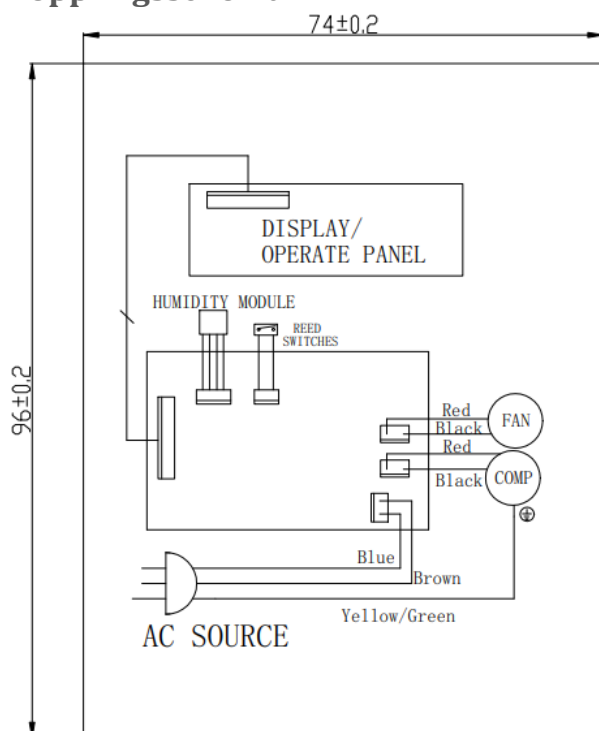 74±0.2
96±0.2
DISPLAY/
OPERATE PANEL
HUMIDITY MODULE
REED
SWITCHES
Red
Black
FAN
Red
Black
COMP
Blue
Brown
Yellow/Green
AC SOURCE